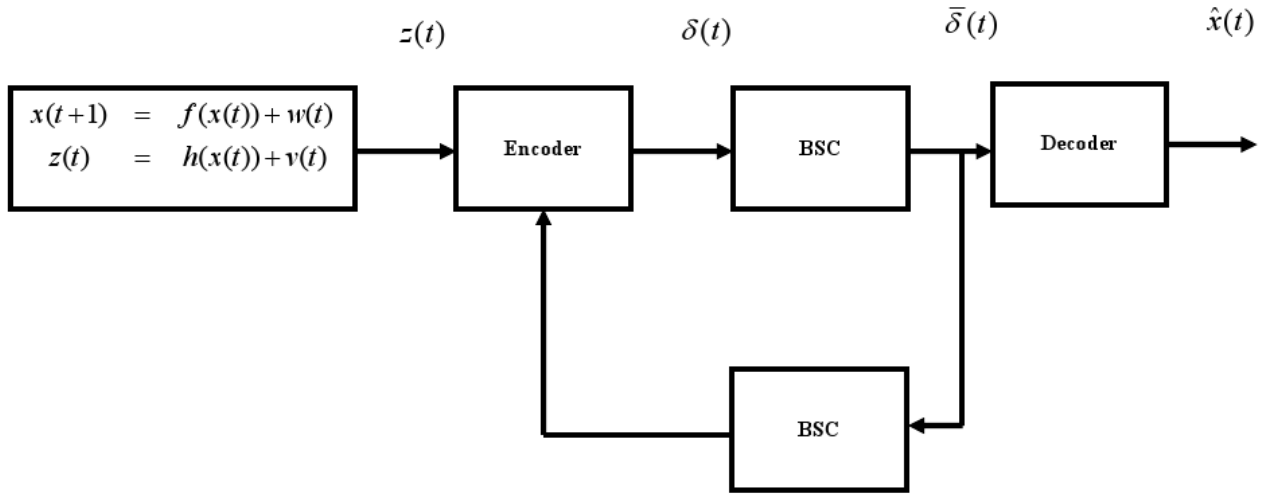 z(t) δ(t) δ̅(t) x̂(t)
x(t+1) = f(x(t))+w(t)
z(t) = h(x(t))+v(t)
Encoder
BSC
Decoder
BSC